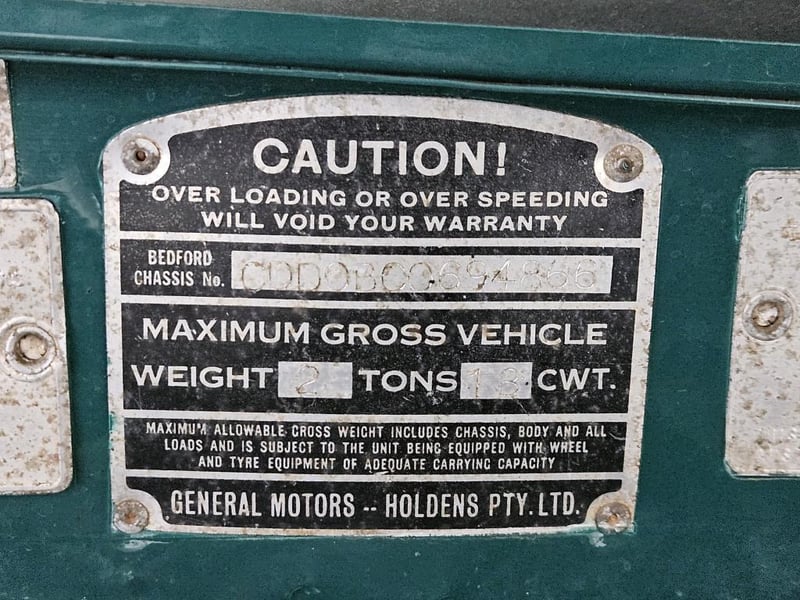 CAUTION!
OVER LOADING OR OVER SPEEDING
WILL VOID YOUR WARRANTY
BEDFORD
CHASSIS No.
MAXIMUM GROSS VEHICLE
WEIGHT 2 TONS 13 CWT.
MAXIMUM ALLOWABLE GROSS WEIGHT INCLUDES CHASSIS, BODY AND ALL
LOADS AND IS SUBJECT TO THE UNIT BEING EQUIPPED WITH WHEEL
AND TYRE EQUIPMENT OF ADEQUATE CARRYING CAPACITY
GENERAL MOTORS -- HOLDENS PTY. LTD.